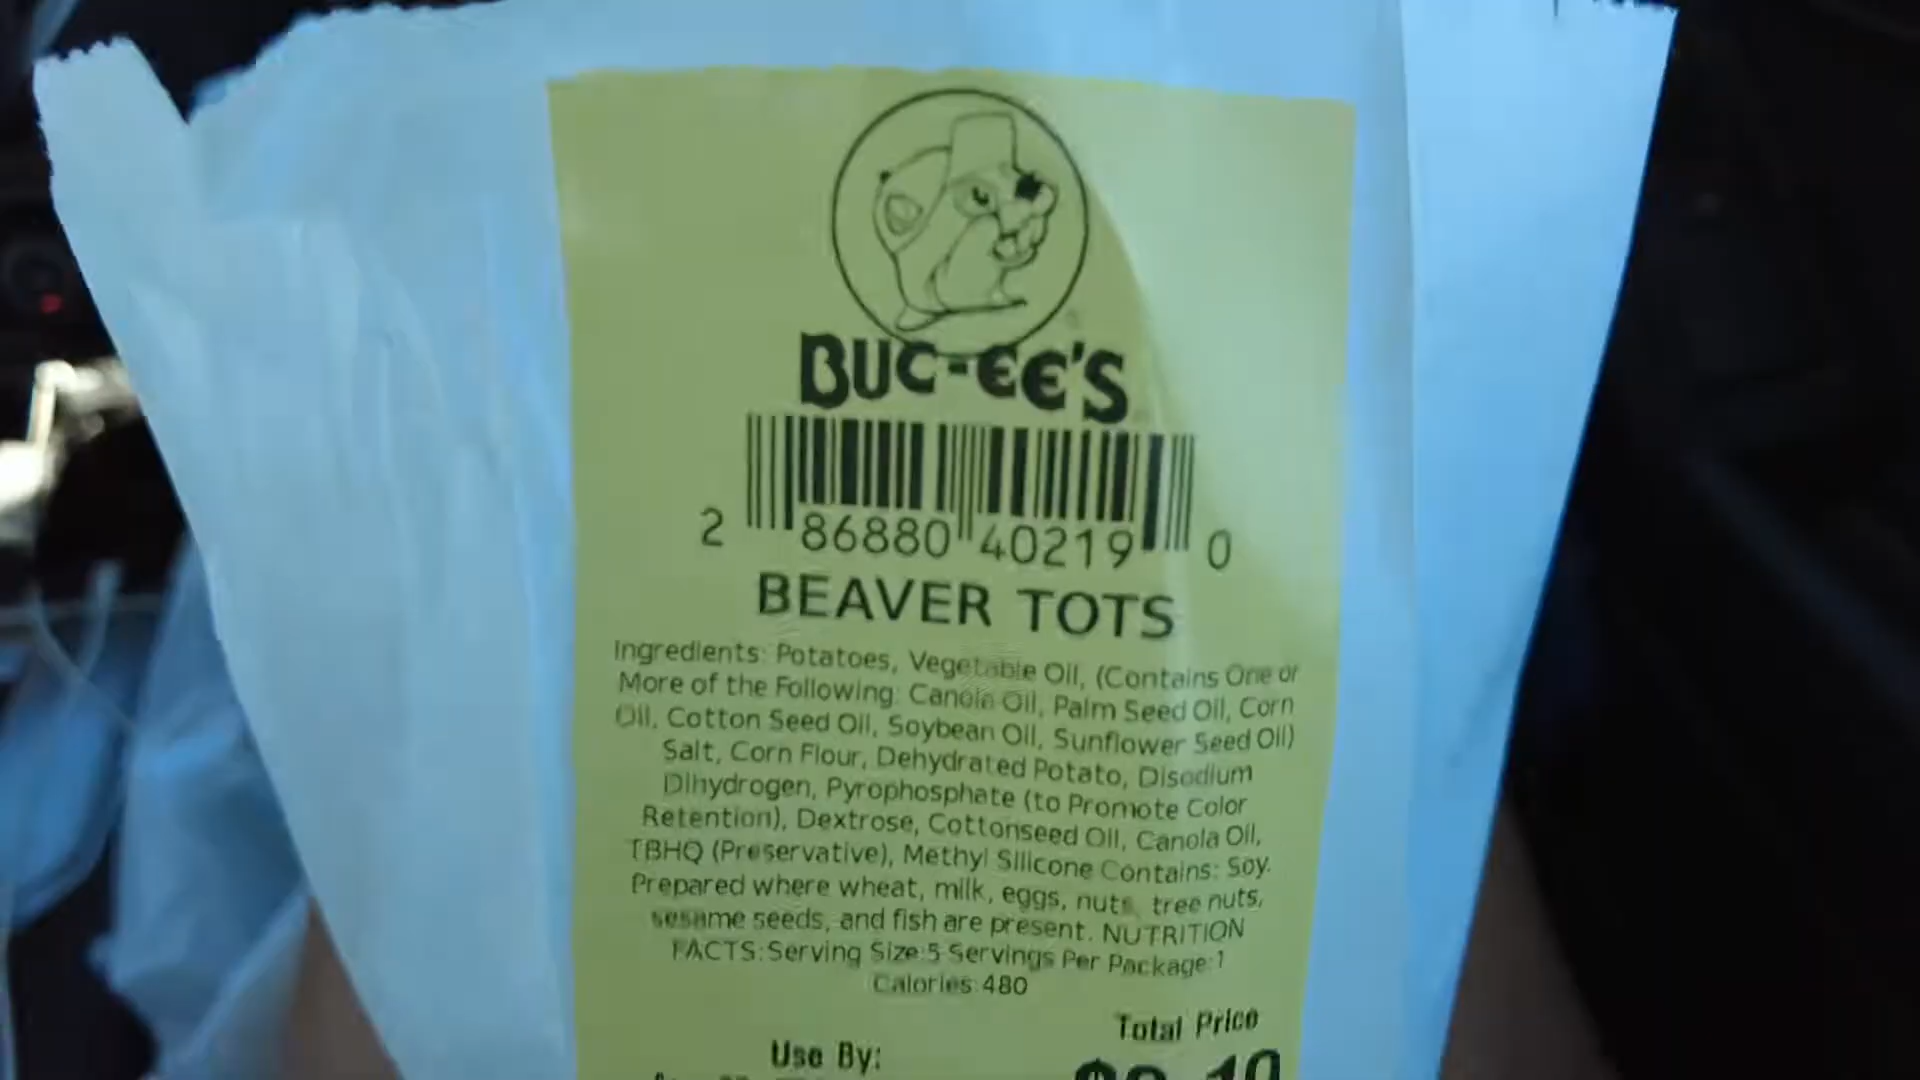 BUC-EE'S
2 86880 40219 0
BEAVER TOTS
Ingredients: Potatoes, Vegetable Oil, (Contains One or
More of the Following: Canola Oil, Palm Seed Oil, Corn
Oil, Cotton Seed Oil, Soybean Oil, Sunflower Seed Oil)
Salt, Corn Flour, Dehydrated Potato, Disodium
Dihydrogen, Pyrophosphate (to Promote Color
Retention), Dextrose, Cottonseed Oil, Canola Oil,
TBHQ (Preservative), Methyl Silicone Contains: Soy.
Prepared where wheat, milk, eggs, nuts, tree nuts,
sesame seeds, and fish are present. NUTRITION
FACTS: Serving Size:5 Servings Per Package:1
Calories:480
Total Price
Use By: